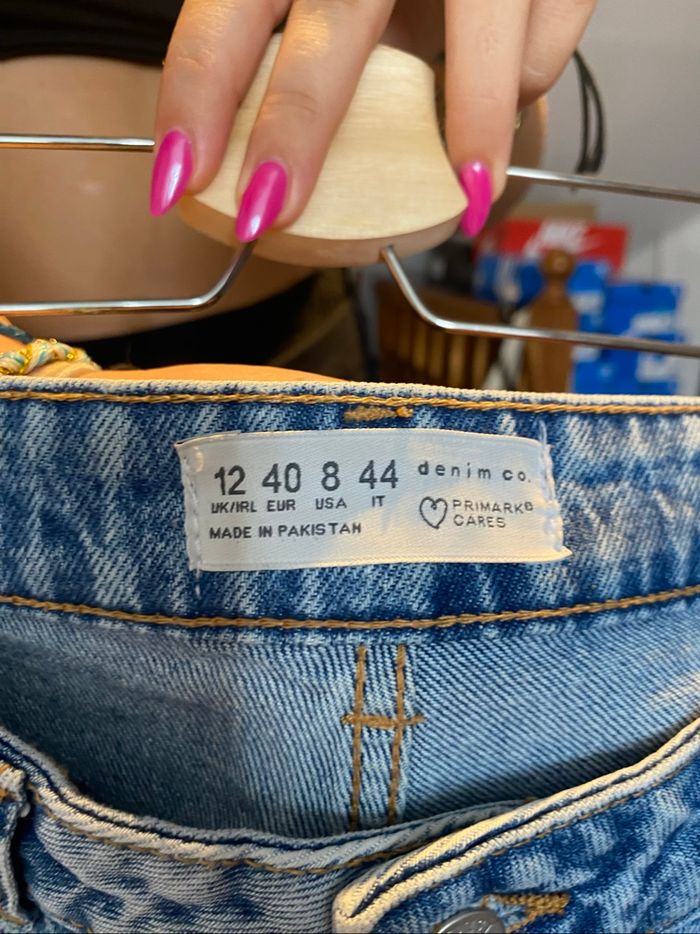 12 40 8 44 denim co.
UK/IRL EUR USA IT
PRIMARK®
MADE IN PAKISTAN CARES